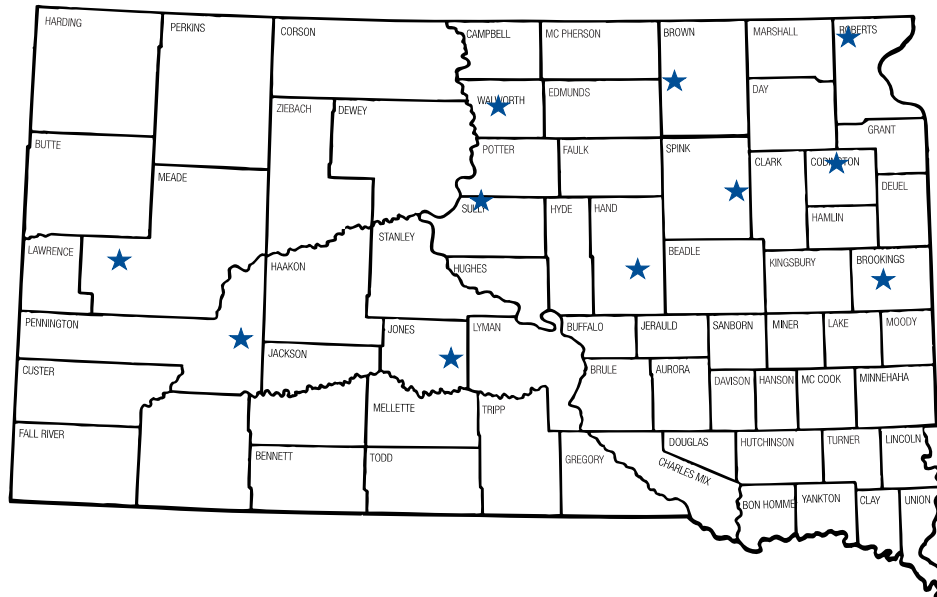 HARDING
PERKINS
CORSON
CAMPBELL
MC PHERSON
BROWN
MARSHALL
ROBERTS
WALWORTH
EDMUNDS
DAY
ZIEBACH
DEWEY
GRANT
BUTTE
POTTER
FAULK
SPINK
CLARK
CODINGTON
MEADE
DEUEL
SULLY
HYDE
HAND
HAMLIN
LAWRENCE
STANLEY
BEADLE
KINGSBURY
BROOKINGS
HAAKON
HUGHES
PENNINGTON
JONES
LYMAN
BUFFALO
JERAULD
SANBORN
MINER
LAKE
MOODY
JACKSON
CUSTER
BRULE
AURORA
DAVISON
HANSON
MC COOK
MINNEHAHA
MELLETTE
TRIPP
FALL RIVER
DOUGLAS
HUTCHINSON
TURNER
LINCOLN
BENNETT
TODD
GREGORY
CHARLES MIX
BON HOMME
YANKTON
CLAY
UNION